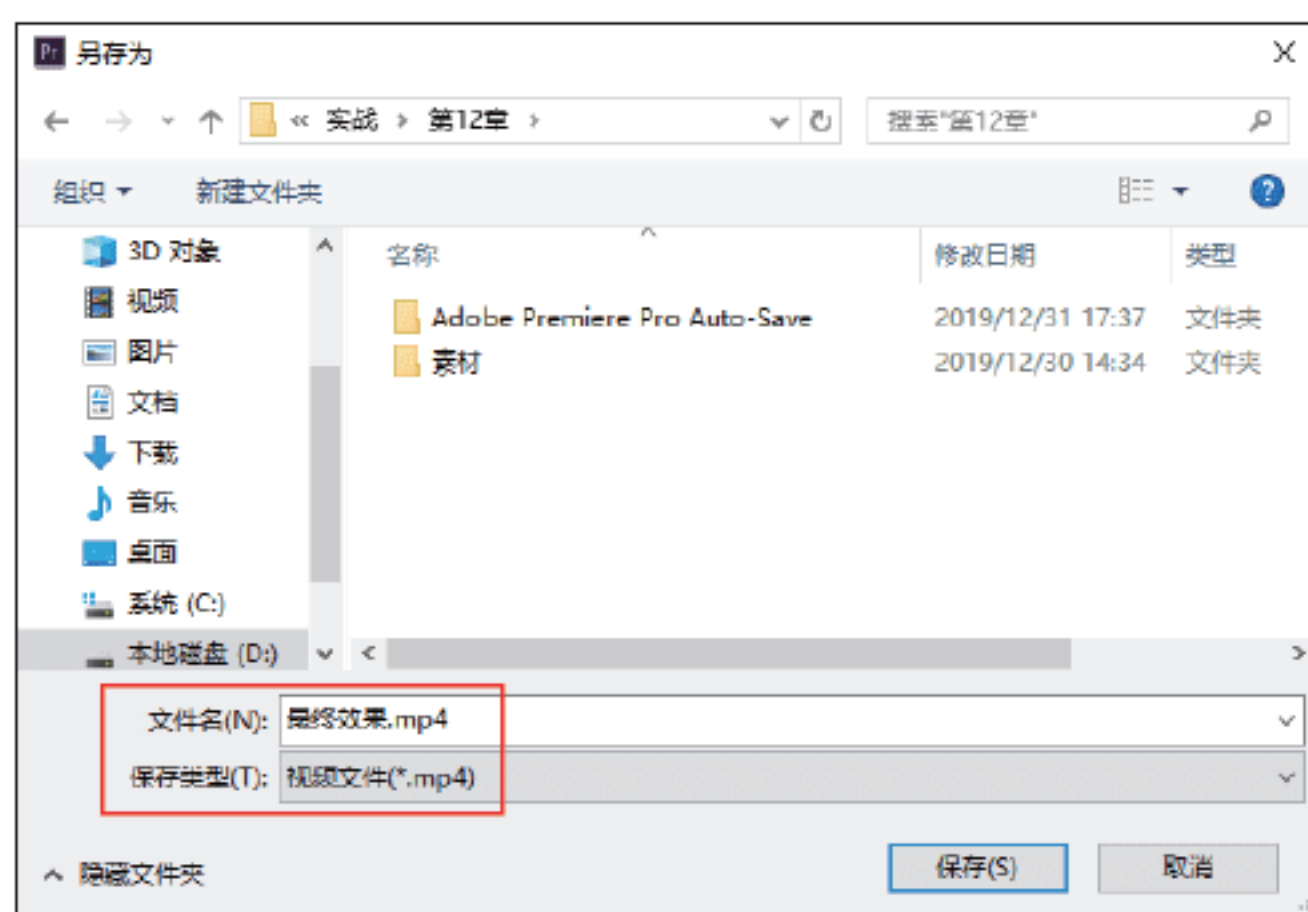 Pr 另存为
« 实战 › 第12章 › 搜索"第12章"
组织 新建文件夹
名称 修改日期 类型
3D 对象
视频
图片
文档
下载
音乐
桌面
系统 (C:)
本地磁盘 (D:)
Adobe Premiere Pro Auto-Save 2019/12/31 17:37 文件夹
素材 2019/12/30 14:34 文件夹
文件名(N): 最终效果.mp4
保存类型(T): 视频文件(*.mp4)
隐藏文件夹 保存(S) 取消